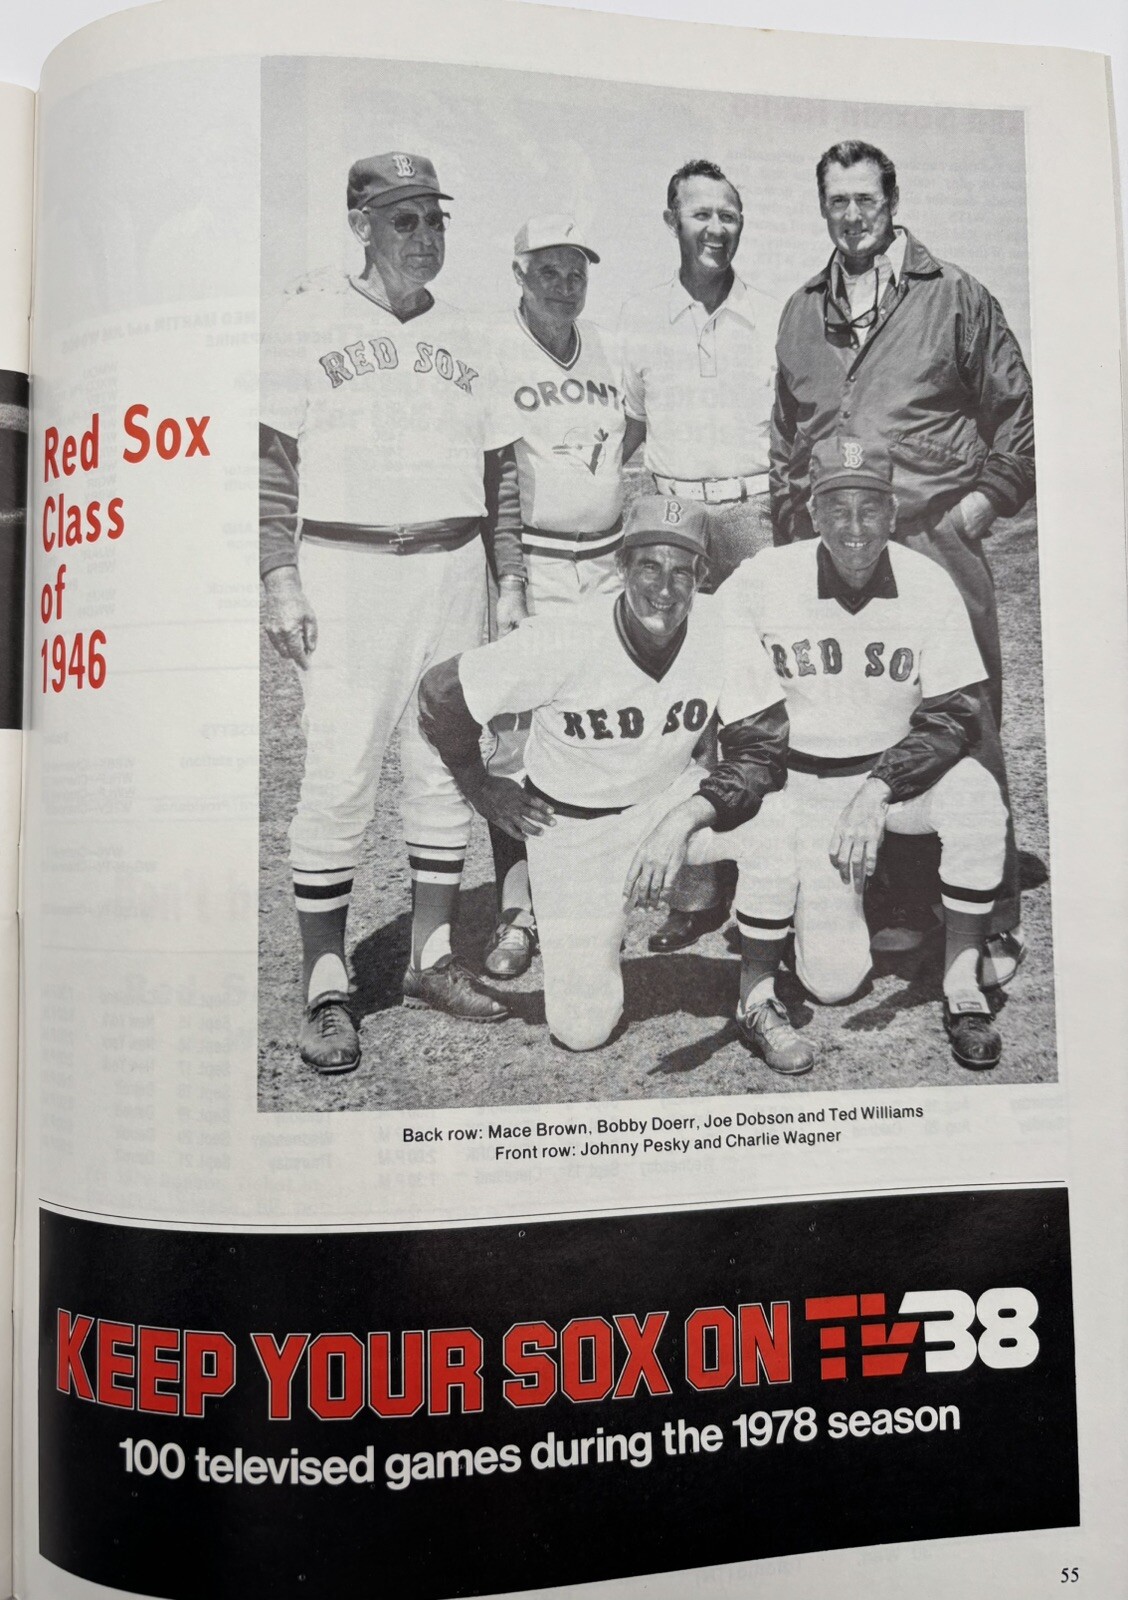 Red Sox
Class
of
1946
B
RED SOX
ORONT
B
B
RED SO
RED SO
Back row: Mace Brown, Bobby Doerr, Joe Dobson and Ted Williams
Front row: Johnny Pesky and Charlie Wagner
KEEP YOUR SOX ON TV38
100 televised games during the 1978 season
55